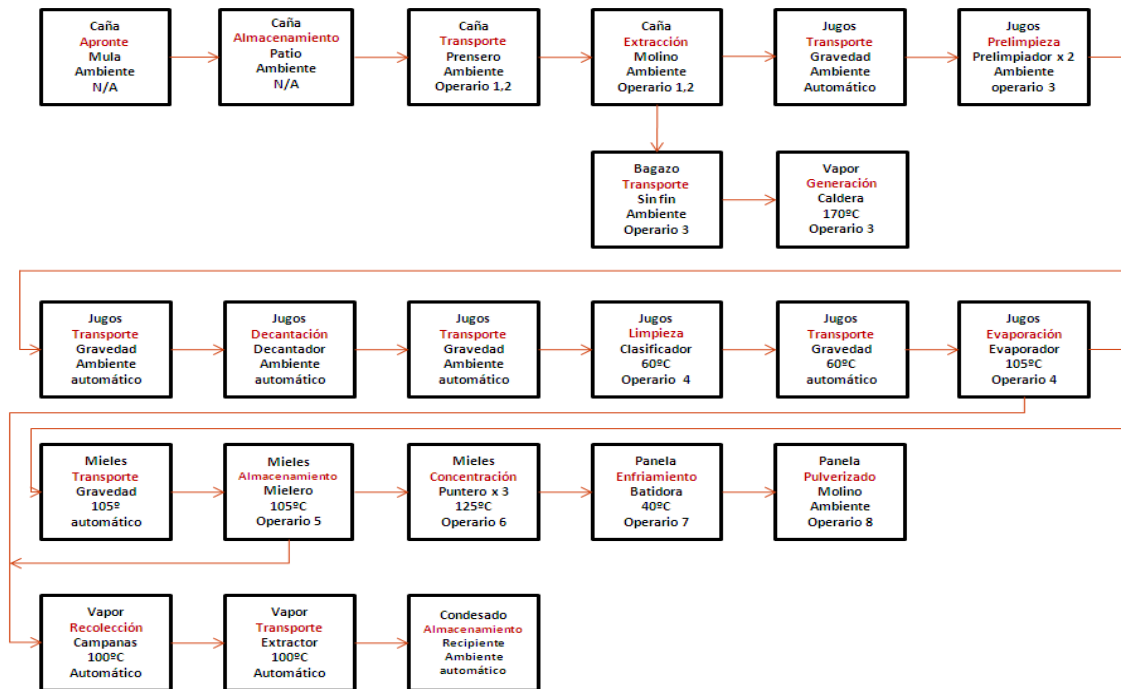 Caña
Apronte
Mula
Ambiente
N/A
Caña
Almacenamiento
Patio
Ambiente
N/A
Caña
Transporte
Prensero
Ambiente
Operario 1,2
Caña
Extracción
Molino
Ambiente
Operario 1,2
Jugos
Transporte
Gravedad
Ambiente
Automático
Jugos
Prelimpieza
Prelimpiador x 2
Ambiente
operario 3
Bagazo
Transporte
Sin fin
Ambiente
Operario 3
Vapor
Generación
Caldera
170ºC
Operario 3
Jugos
Transporte
Gravedad
Ambiente
automático
Jugos
Decantación
Decantador
Ambiente
automático
Jugos
Transporte
Gravedad
Ambiente
automático
Jugos
Limpieza
Clasificador
60ºC
Operario 4
Jugos
Transporte
Gravedad
60ºC
automático
Jugos
Evaporación
Evaporador
105ºC
Operario 4
Mieles
Transporte
Gravedad
105º
automático
Mieles
Almacenamiento
Mielero
105ºC
Operario 5
Mieles
Concentración
Puntero x 3
125ºC
Operario 6
Panela
Enfriamiento
Batidora
40ºC
Operario 7
Panela
Pulverizado
Molino
Ambiente
Operario 8
Vapor
Recolección
Campanas
100ºC
Automático
Vapor
Transporte
Extractor
100ºC
Automático
Condesado
Almacenamiento
Recipiente
Ambiente
automático